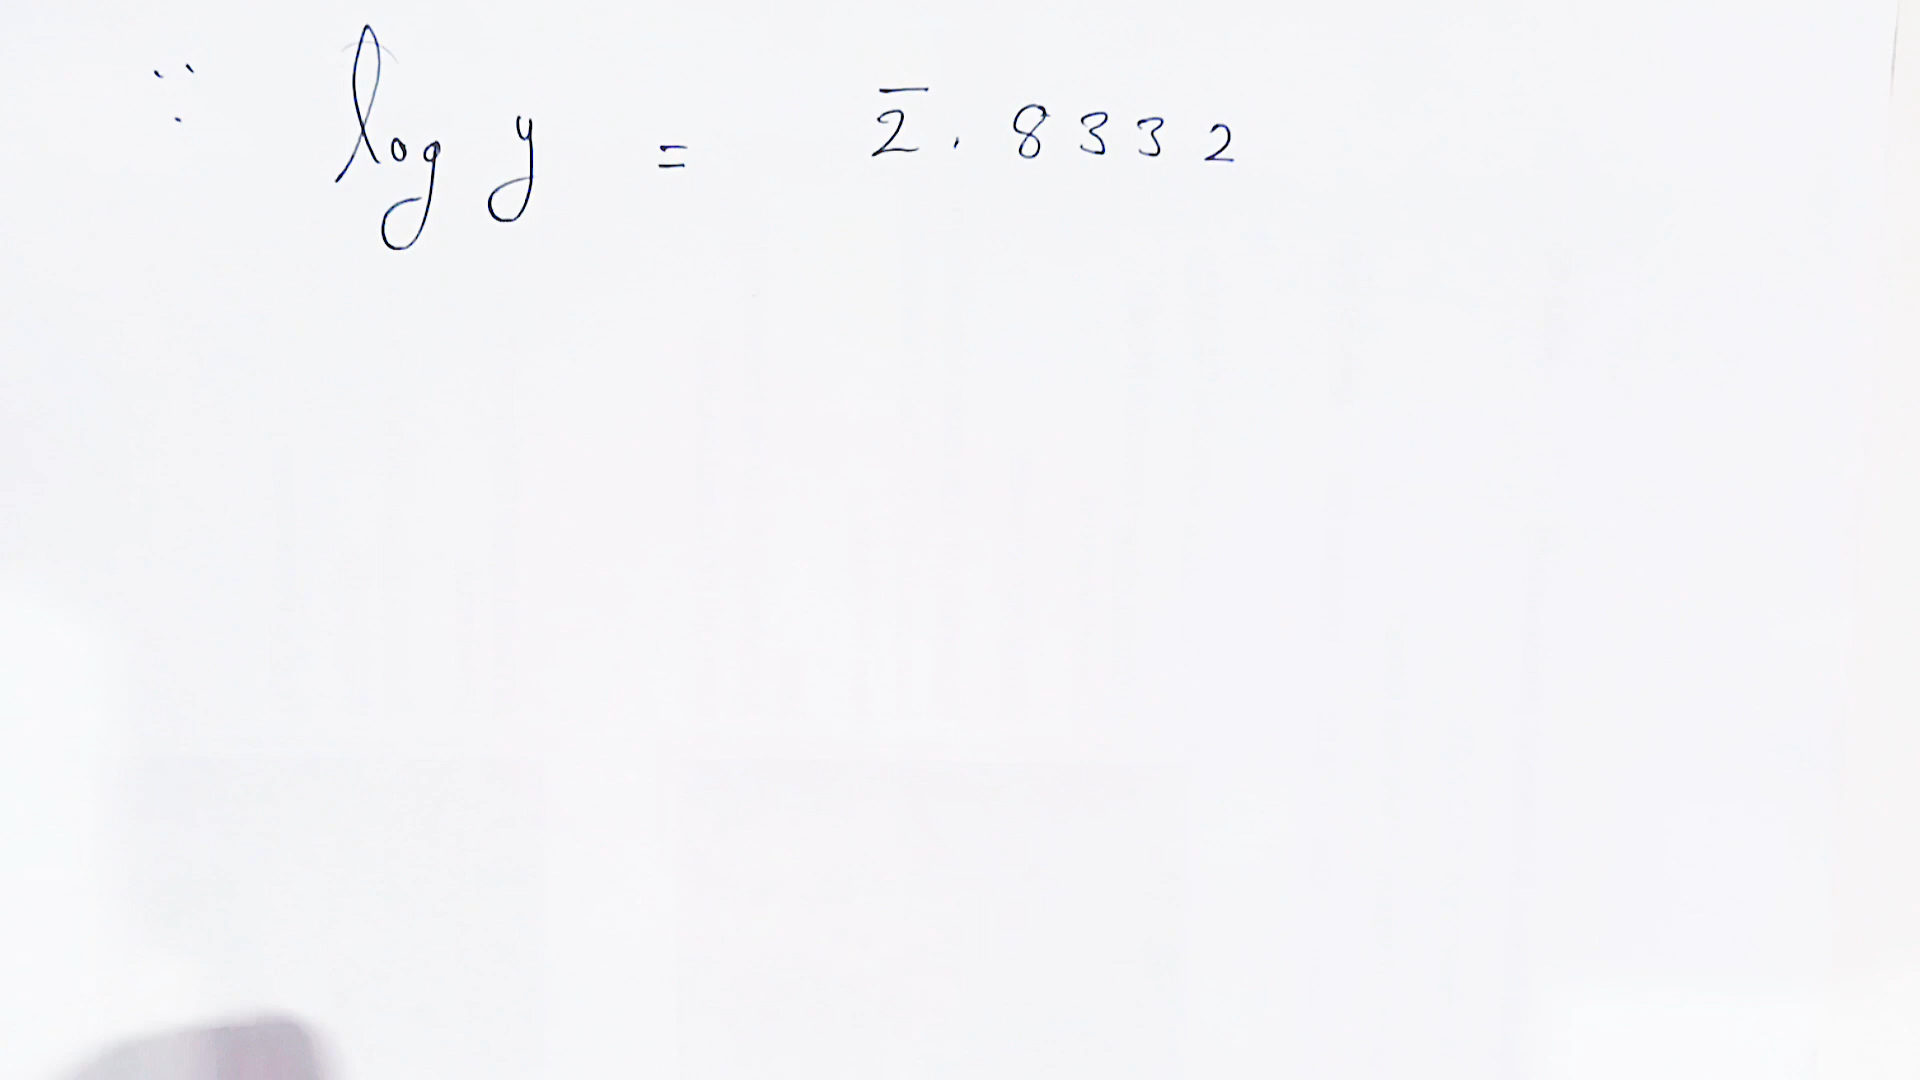 ∵ log y = 2̅.8332